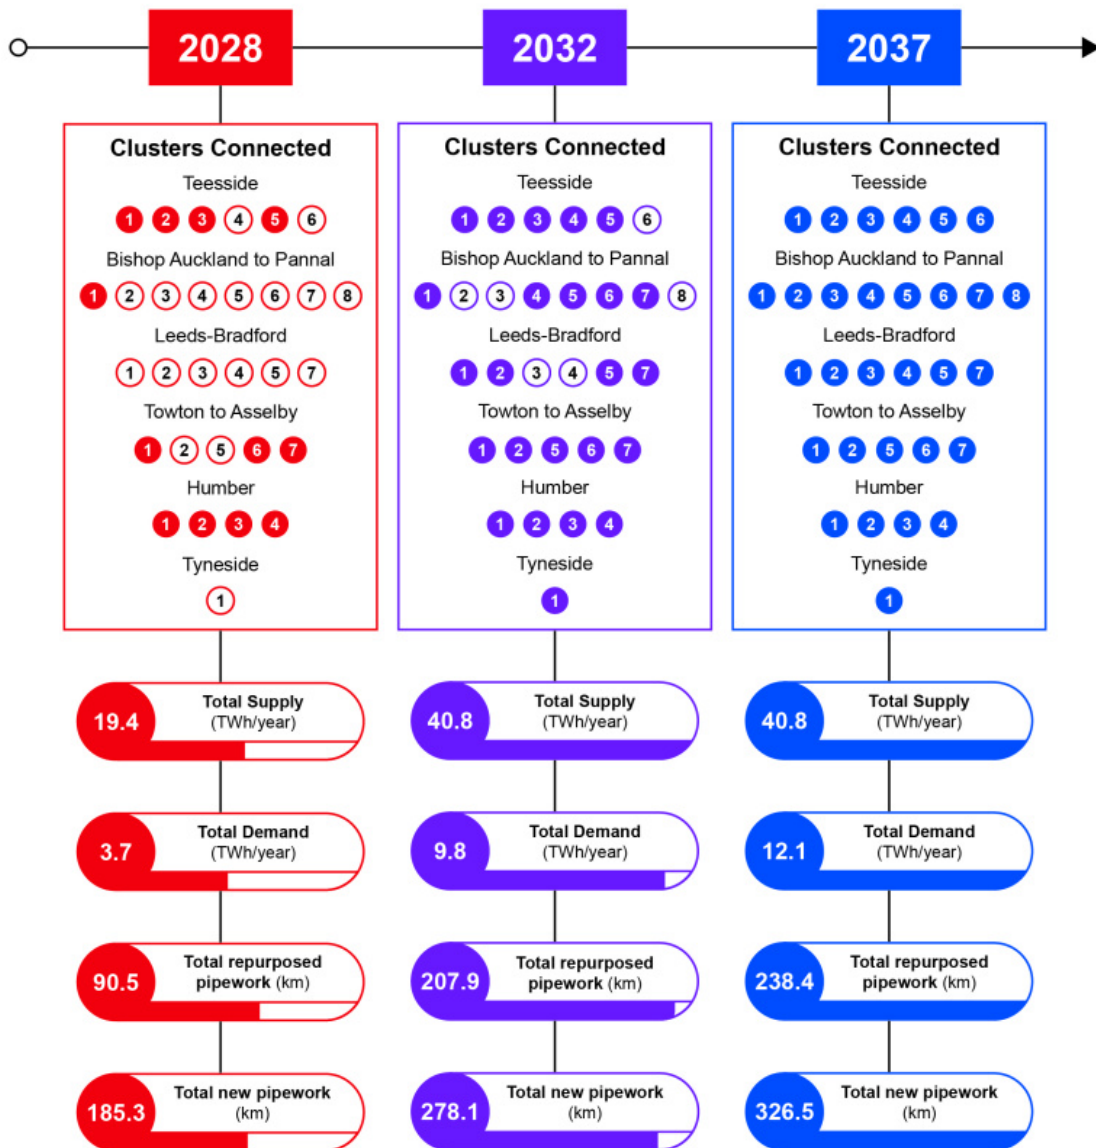 2028
2032
2037
Clusters Connected
Teesside
1 2 3 4 5 6
Bishop Auckland to Pannal
1 2 3 4 5 6 7 8
Leeds-Bradford
1 2 3 4 5 7
Towton to Asselby
1 2 5 6 7
Humber
1 2 3 4
Tyneside
1
19.4
Total Supply
(TWh/year)
3.7
Total Demand
(TWh/year)
90.5
Total repurposed
pipework (km)
185.3
Total new pipework
(km)
Clusters Connected
Teesside
1 2 3 4 5 6
Bishop Auckland to Pannal
1 2 3 4 5 6 7 8
Leeds-Bradford
1 2 3 4 5 7
Towton to Asselby
1 2 5 6 7
Humber
1 2 3 4
Tyneside
1
40.8
Total Supply
(TWh/year)
9.8
Total Demand
(TWh/year)
207.9
Total repurposed
pipework (km)
278.1
Total new pipework
(km)
Clusters Connected
Teesside
1 2 3 4 5 6
Bishop Auckland to Pannal
1 2 3 4 5 6 7 8
Leeds-Bradford
1 2 3 4 5 7
Towton to Asselby
1 2 5 6 7
Humber
1 2 3 4
Tyneside
1
40.8
Total Supply
(TWh/year)
12.1
Total Demand
(TWh/year)
238.4
Total repurposed
pipework (km)
326.5
Total new pipework
(km)